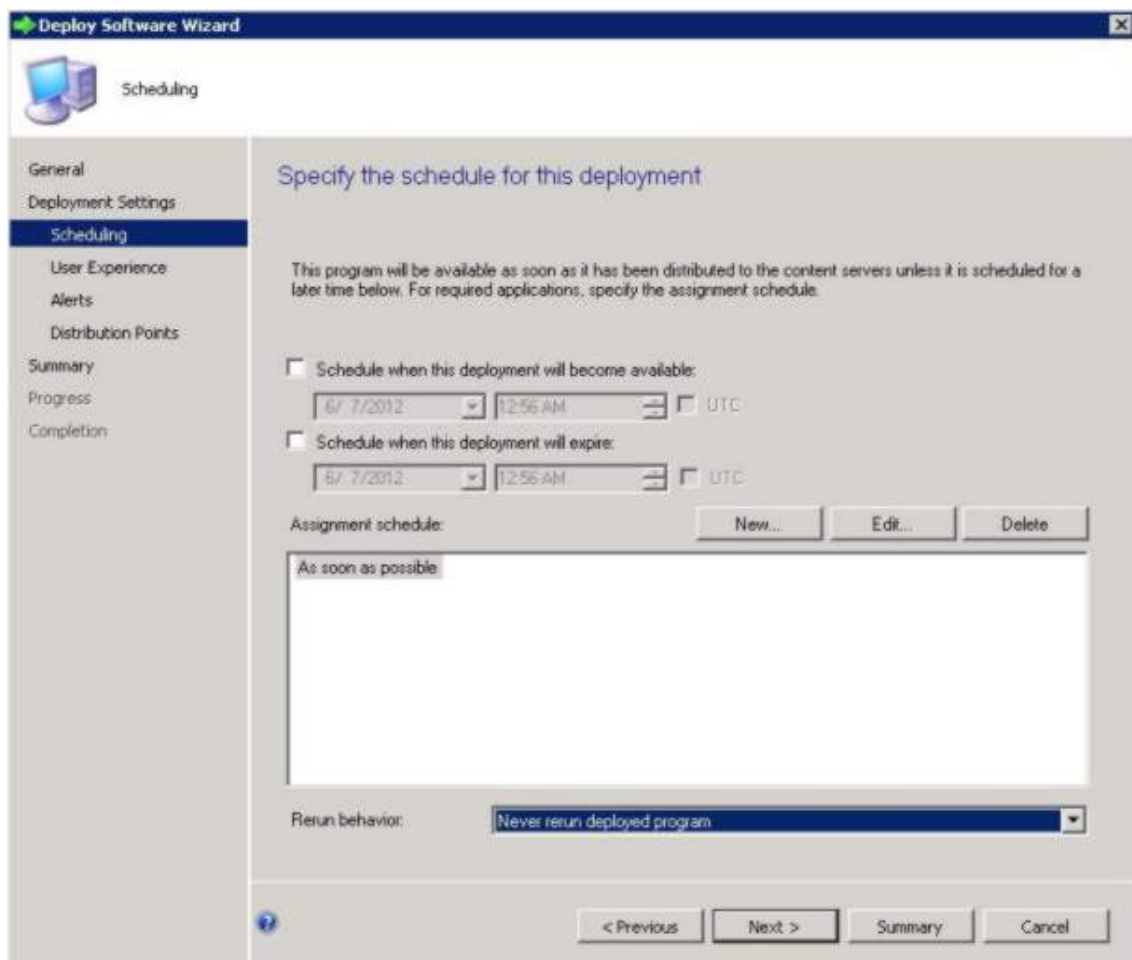 Deploy Software Wizard
Scheduling
General
Deployment Settings
Scheduling
User Experience
Alerts
Distribution Points
Summary
Progress
Completion
Specify the schedule for this deployment
This program will be available as soon as it has been distributed to the content servers unless it is scheduled for a
later time below. For required applications, specify the assignment schedule.
Schedule when this deployment will become available:
6/ 7/2012 12:56 AM UTC
Schedule when this deployment will expire:
6/ 7/2012 12:56 AM UTC
Assignment schedule: New... Edit... Delete
As soon as possible
Rerun behavior: Never rerun deployed program
< Previous Next > Summary Cancel